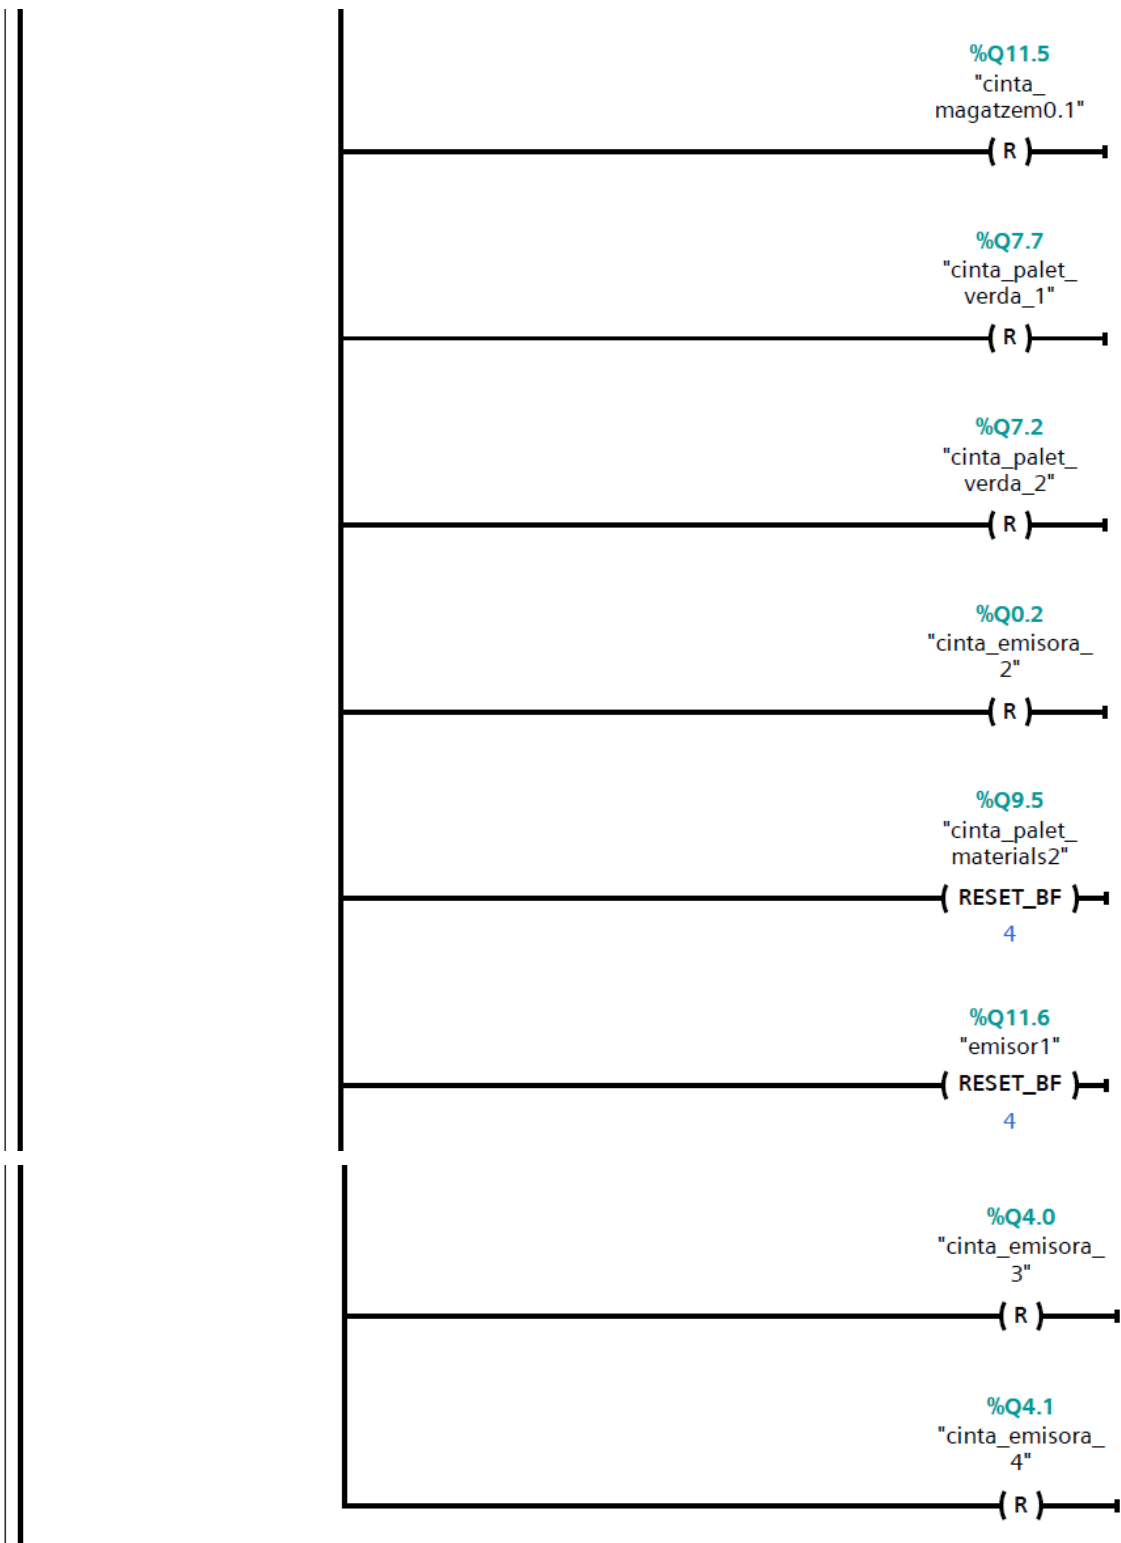 %Q11.5
"cinta_
magatzem0.1"
( R )
%Q7.7
"cinta_palet_
verda_1"
( R )
%Q7.2
"cinta_palet_
verda_2"
( R )
%Q0.2
"cinta_emisora_
2"
( R )
%Q9.5
"cinta_palet_
materials2"
( RESET_BF )
4
%Q11.6
"emisor1"
( RESET_BF )
4
%Q4.0
"cinta_emisora_
3"
( R )
%Q4.1
"cinta_emisora_
4"
( R )